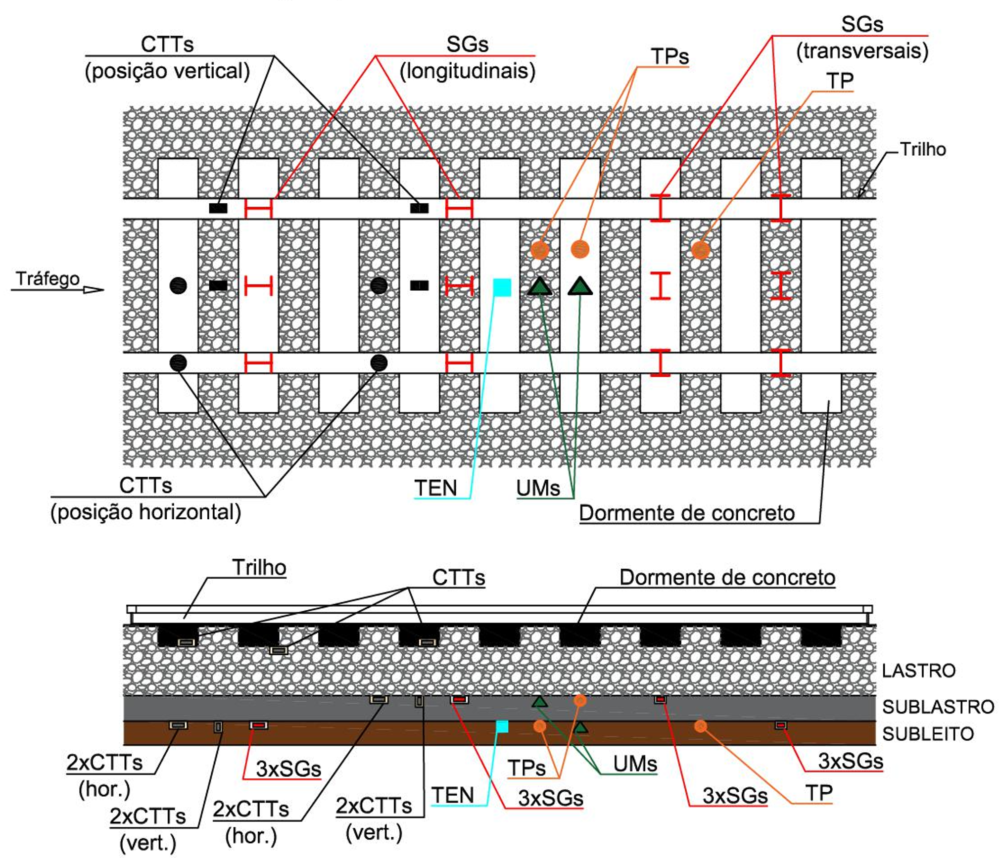 CTTs
(posição vertical)
SGs
(longitudinais)
TPs
SGs
(transversais)
TP
Trilho
Tráfego
CTTs
(posição horizontal)
TEN
UMs
Dormente de concreto
Trilho
CTTs
Dormente de concreto
LASTRO
SUBLASTRO
SUBLEITO
2xCTTs
(hor.)
2xCTTs
(vert.)
3xSGs
2xCTTs
(hor.)
2xCTTs
(vert.)
TEN
TPs
3xSGs
UMs
3xSGs
TP
3xSGs